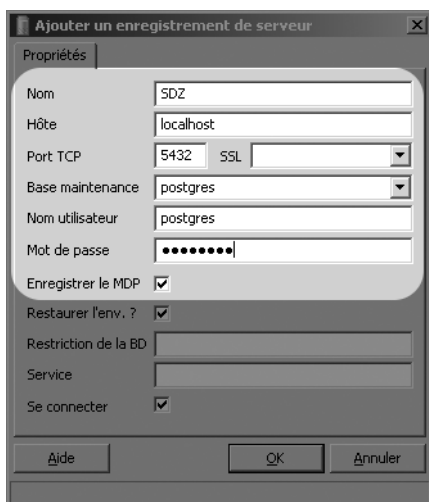 Ajouter un enregistrement de serveur
Propriétés
Nom SDZ
Hôte localhost
Port TCP 5432 SSL
Base maintenance postgres
Nom utilisateur postgres
Mot de passe ●●●●●●●●
Enregistrer le MDP
Restaurer l'env. ?
Restriction de la BD
Service
Se connecter
Aide OK Annuler